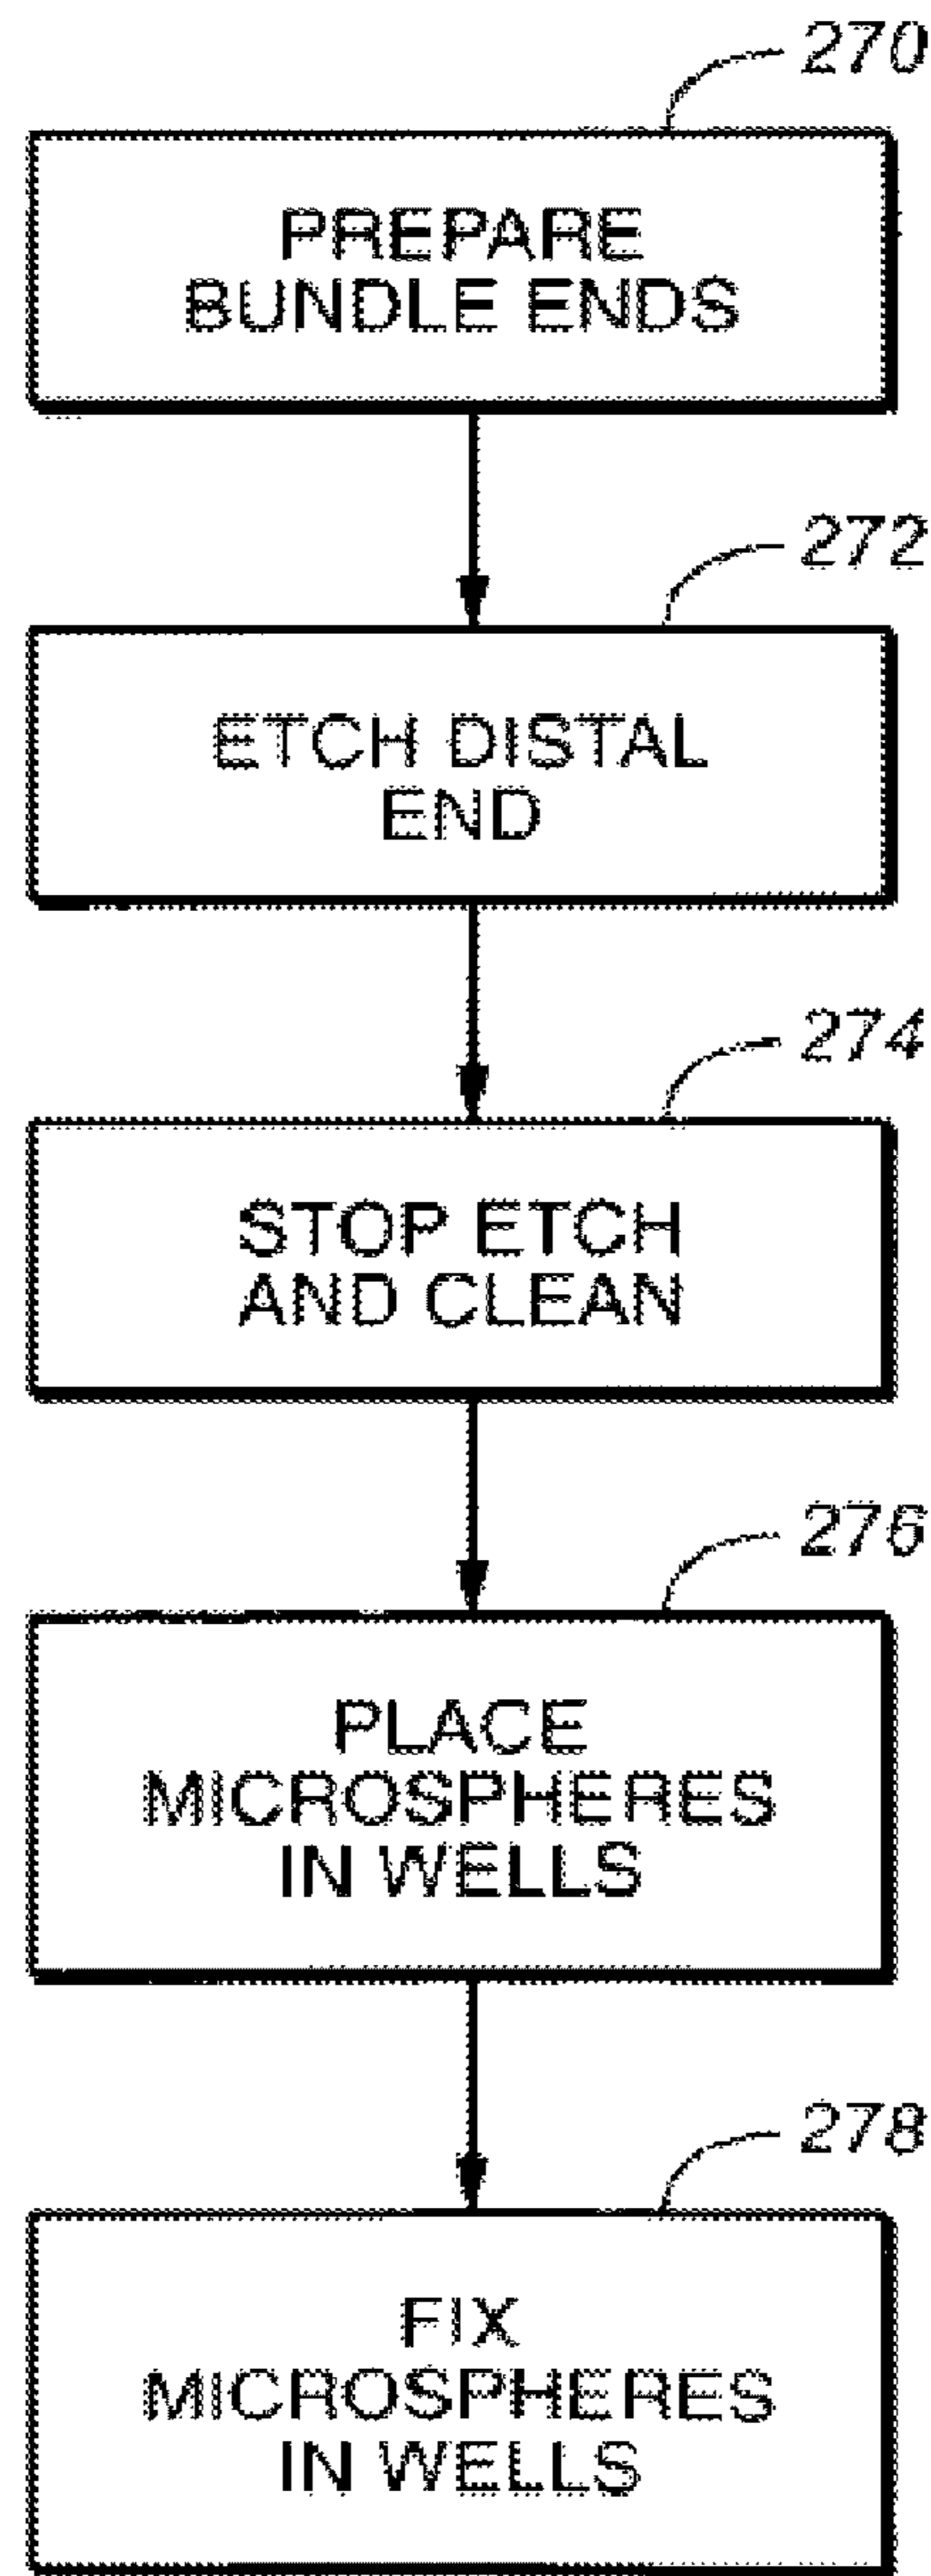 270
PREPARE
BUNDLE ENDS
272
ETCH DISTAL
END
274
STOP ETCH
AND CLEAN
276
PLACE
MICROSPHERES
IN WELLS
278
FIX
MICROSPHERES
IN WELLS